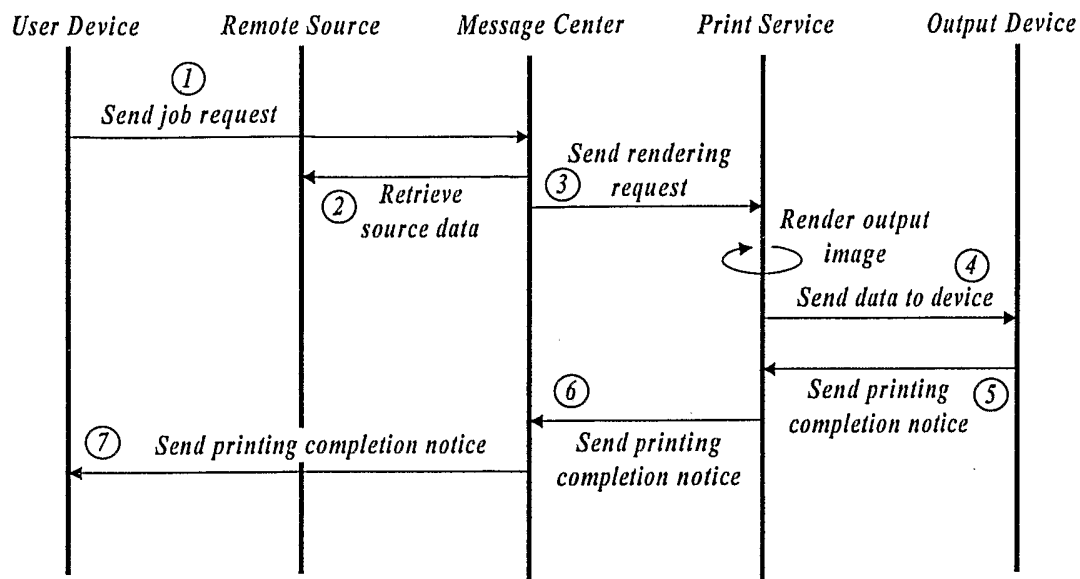 User Device
Remote Source
Message Center
Print Service
Output Device
1
Send job request
2
Retrieve
source data
3
Send rendering
request
Render output
image
4
Send data to device
5
Send printing
completion notice
6
Send printing
completion notice
7
Send printing completion notice